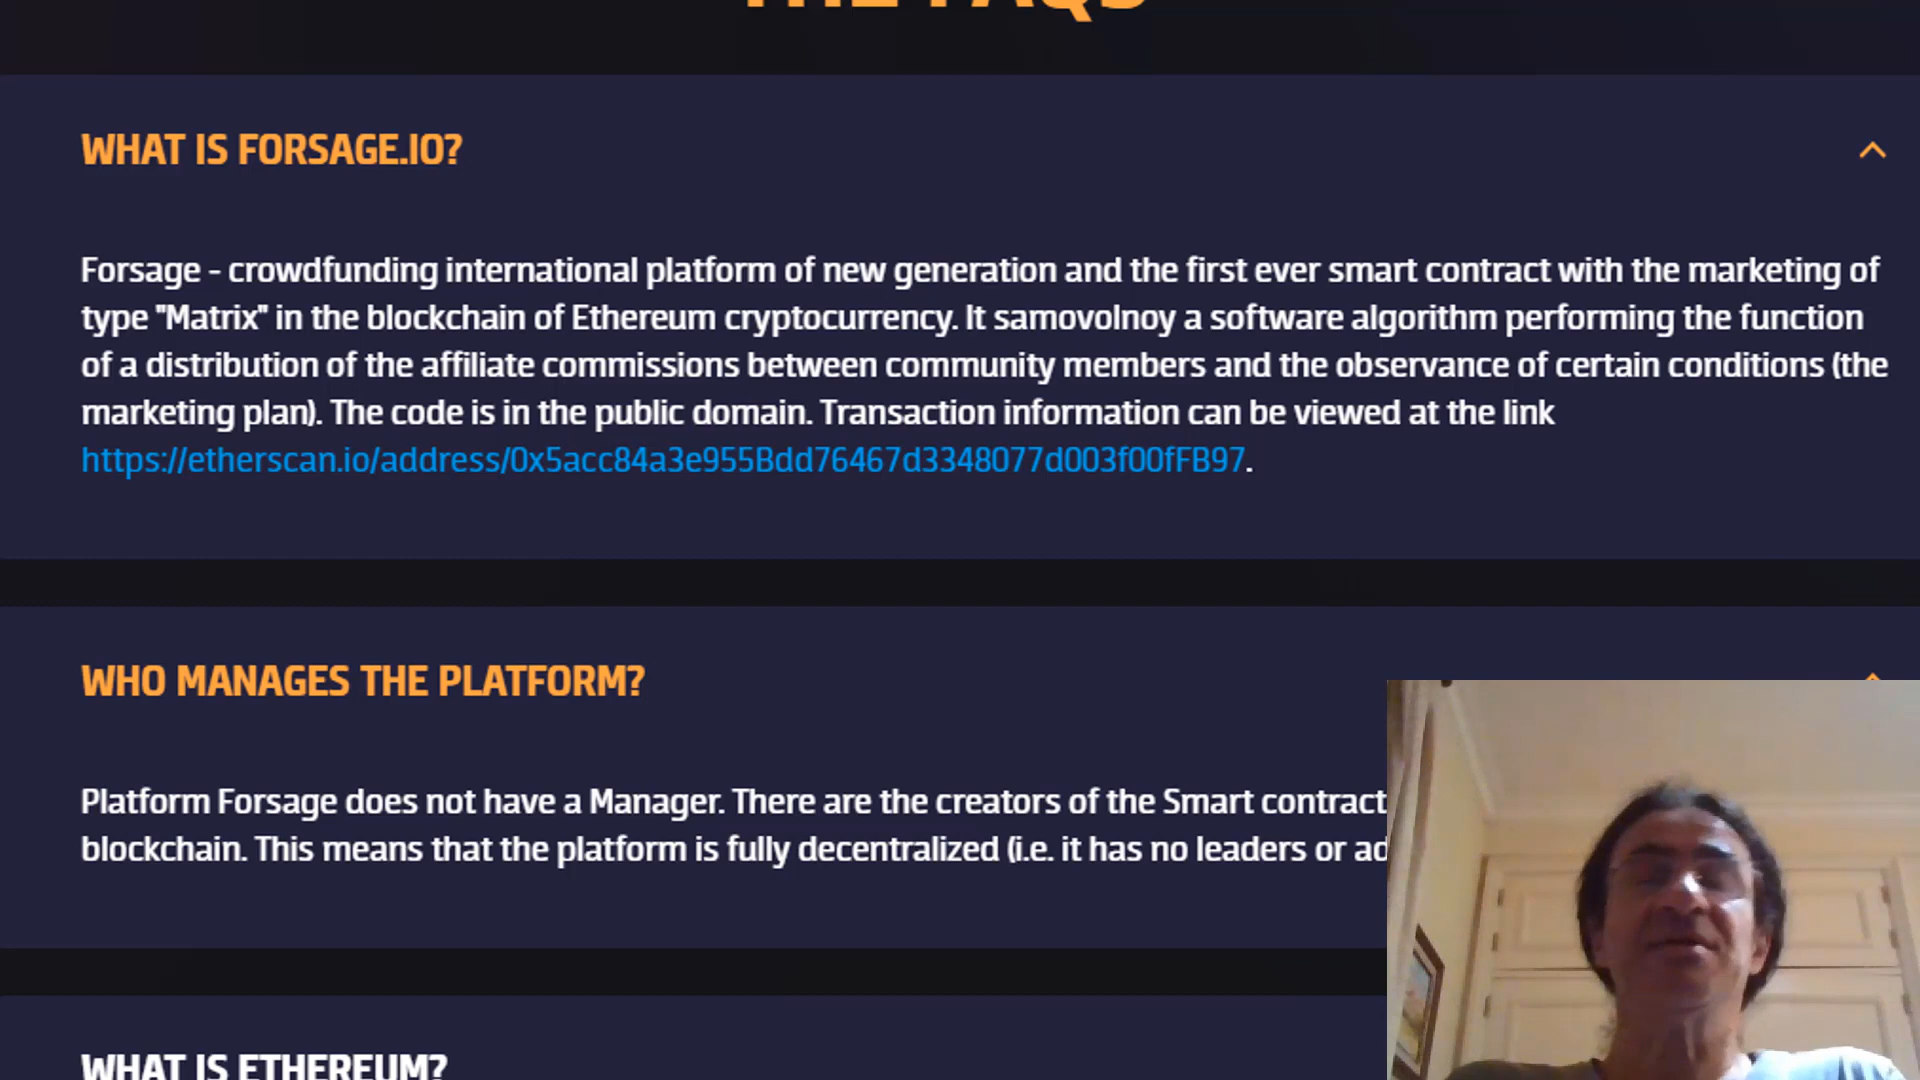 THE FAQS
WHAT IS FORSAGE.IO?
Forsage - crowdfunding international platform of new generation and the first ever smart contract with the marketing of
type "Matrix" in the blockchain of Ethereum cryptocurrency. It samovolnoy a software algorithm performing the function
of a distribution of the affiliate commissions between community members and the observance of certain conditions (the
marketing plan). The code is in the public domain. Transaction information can be viewed at the link
https://etherscan.io/address/0x5acc84a3e955Bdd76467d3348077d003f00fFB97.
WHO MANAGES THE PLATFORM?
Platform Forsage does not have a Manager. There are the creators of the Smart contract
blockchain. This means that the platform is fully decentralized (i.e. it has no leaders or
WHAT IS ETHEREUM?